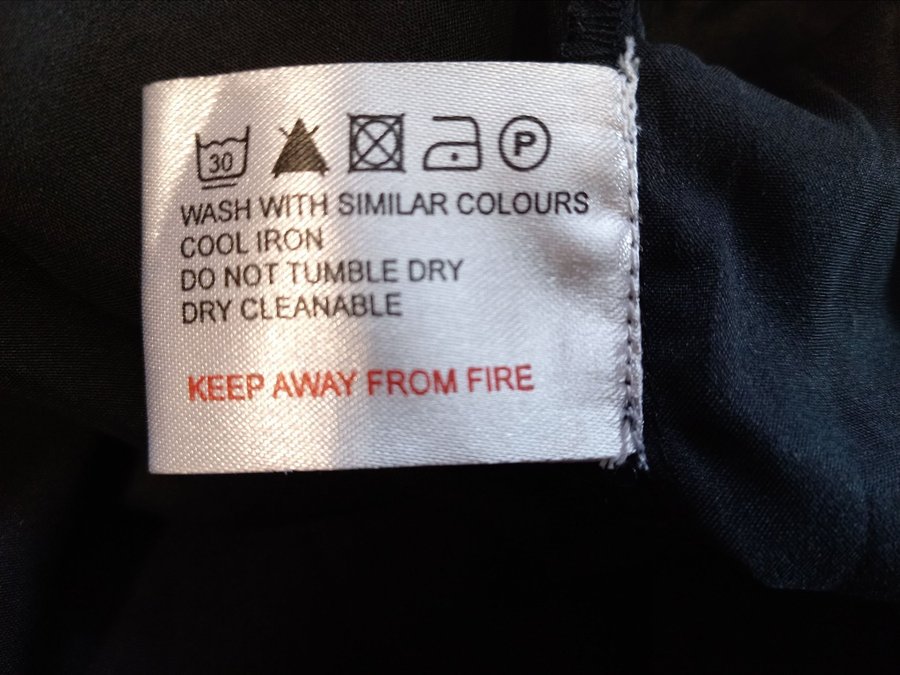 30 P
WASH WITH SIMILAR COLOURS
COOL IRON
DO NOT TUMBLE DRY
DRY CLEANABLE
KEEP AWAY FROM FIRE